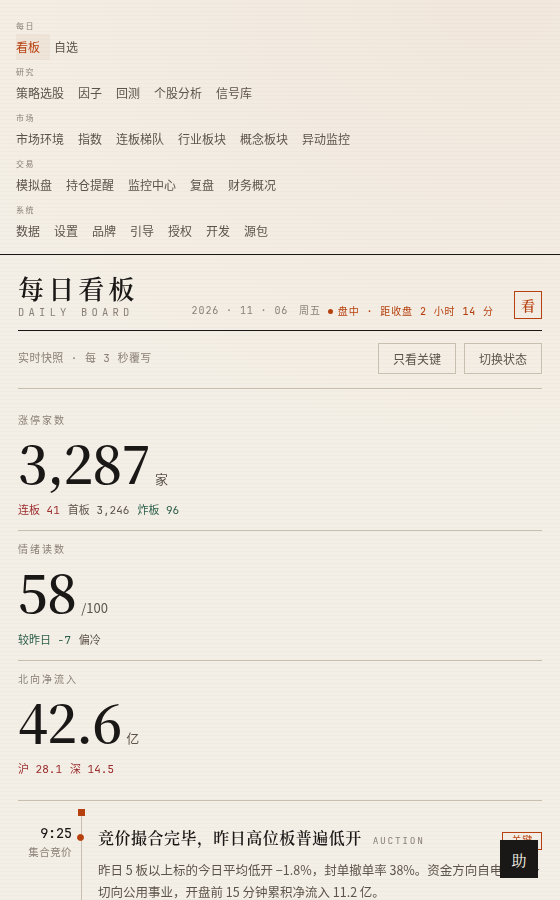 每日
看板 自选
研究
策略选股 因子 回测 个股分析 信号库
市场
市场环境 指数 连板梯队 行业板块 概念板块 异动监控
交易
模拟盘 持仓提醒 监控中心 复盘 财务概况
系统
数据 设置 品牌 引导 授权 开发 源包
每日看板
DAILY BOARD
2026 · 11 · 06 周五 盘中 · 距收盘 2 小时 14 分
看
实时快照 · 每 3 秒覆写
只看关键 切换状态
涨停家数
3,287 家
连板 41 首板 3,246 炸板 96
情绪读数
58 /100
较昨日 -7 偏冷
北向净流入
42.6 亿
沪 28.1 深 14.5
9:25
集合竞价
竞价撮合完毕，昨日高位板普遍低开 AUCTION
昨日 5 板以上标的今日平均低开 −1.8%，封单撤单率 38%。资金方向自电
切向公用事业，开盘前 15 分钟累积净流入 11.2 亿。
助